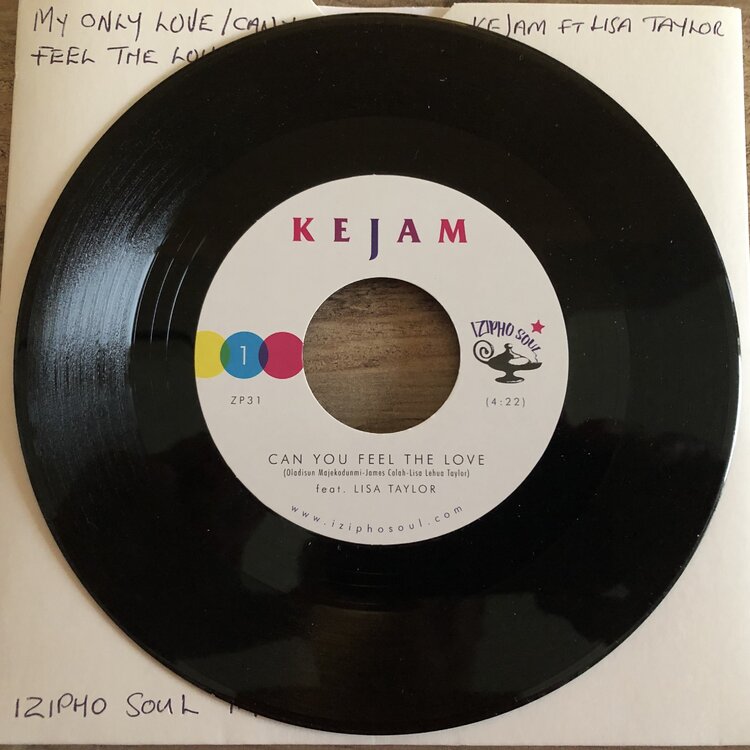 MY ONLY LOVE / CAN KEJAM FT LISA TAYLOR
FEEL THE
KEJAM
IZIPHO SOUL
1
ZP31
(4:22)
CAN YOU FEEL THE LOVE
(Oladisun Majekodunmi-James Colah-Lisa Lehua Taylor)
feat. LISA TAYLOR
www.iziphosoul.com
IZIPHO SOUL